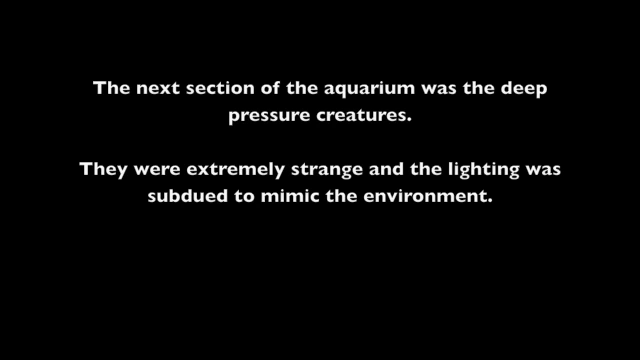 The next section of the aquarium was the deep
pressure creatures.
They were extremely strange and the lighting was
subdued to mimic the environment.